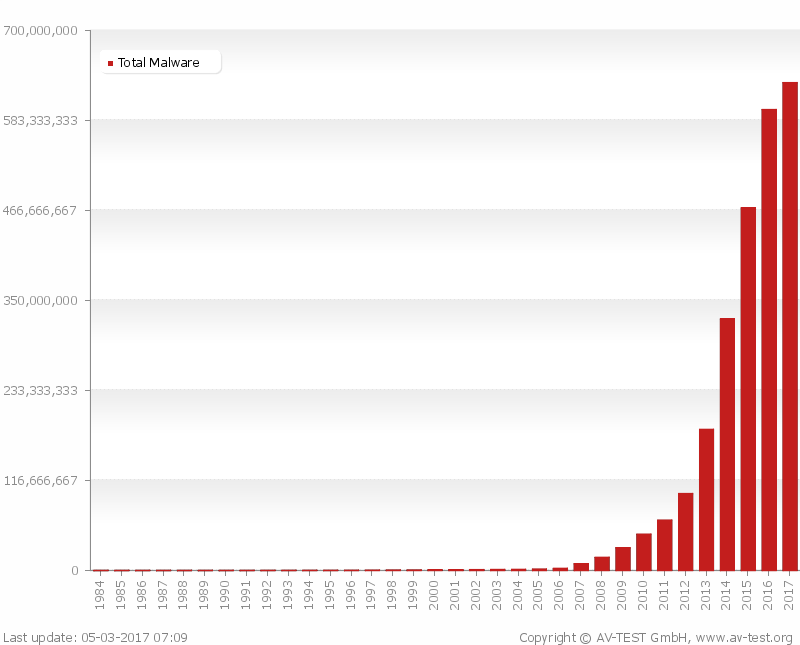 700,000,000
Total Malware
583,333,333
466,666,667
350,000,000
233,333,333
116,666,667
0
1984 1985 1986 1987 1988 1989 1990 1991 1992 1993 1994 1995 1996 1997 1998 1999 2000 2001 2002 2003 2004 2005 2006 2007 2008 2009 2010 2011 2012 2013 2014 2015 2016 2017
Last update: 05-03-2017 07:09 Copyright © AV-TEST GmbH, www.av-test.org